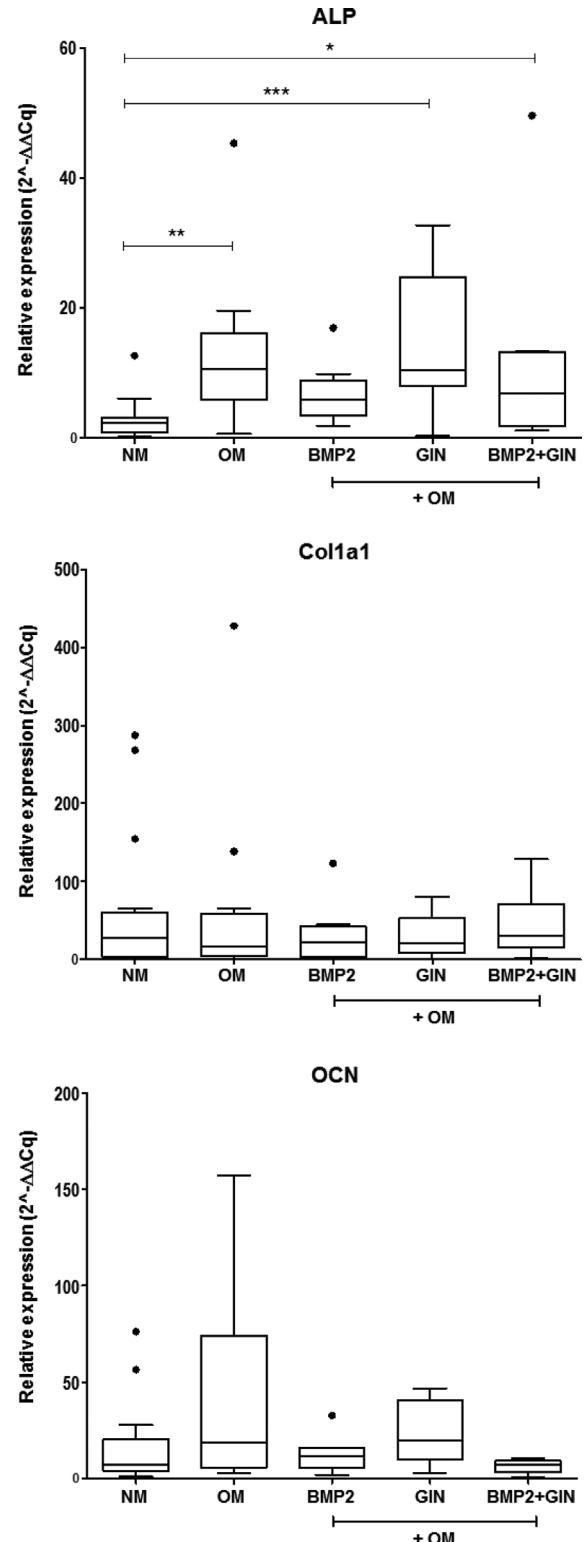 ALP
Relative expression (2^-ΔΔCq)
60
40
20
0
*
***
**
NM OM BMP2 GIN BMP2+GIN
+ OM
Col1a1
Relative expression (2^-ΔΔCq)
500
400
300
200
100
0
NM OM BMP2 GIN BMP2+GIN
+ OM
OCN
Relative expression (2^-ΔΔCq)
200
150
100
50
0
NM OM BMP2 GIN BMP2+GIN
+ OM